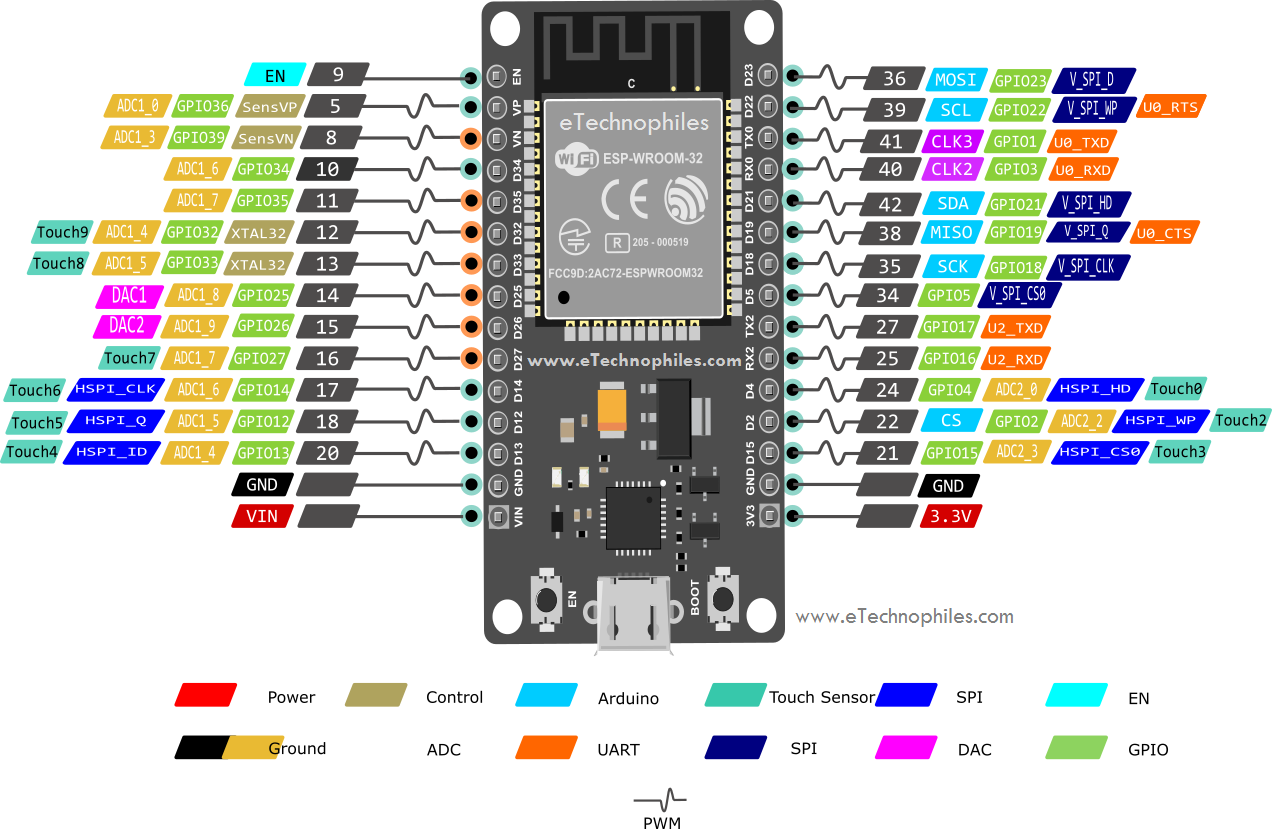 EN 9 EN D23 36 MOSI GPIO23 V_SPI_D
ADC1_0 GPIO36 SensVP 5 VP D22 39 SCL GPIO22 V_SPI_WP U0_RTS
ADC1_3 GPIO39 SensVN 8 VN TX0 41 CLK3 GPIO1 U0_TXD
ADC1_6 GPIO34 10 D34 RX0 40 CLK2 GPIO3 U0_RXD
ADC1_7 GPIO35 11 D35 D21 42 SDA GPIO21 V_SPI_HD
Touch9 ADC1_4 GPIO32 XTAL32 12 D32 D19 38 MISO GPIO19 V_SPI_Q U0_CTS
Touch8 ADC1_5 GPIO33 XTAL32 13 D33 D18 35 SCK GPIO18 V_SPI_CLK
DAC1 ADC1_8 GPIO25 14 D25 D5 34 GPIO5 V_SPI_CS0
DAC2 ADC1_9 GPIO26 15 D26 TX2 27 GPIO17 U2_TXD
Touch7 ADC1_7 GPIO27 16 D27 RX2 25 GPIO16 U2_RXD
Touch6 HSPI_CLK ADC1_6 GPIO14 17 D14 D4 24 GPIO4 ADC2_0 HSPI_HD Touch0
Touch5 HSPI_Q ADC1_5 GPIO12 18 D12 D2 22 CS GPIO2 ADC2_2 HSPI_WP Touch2
Touch4 HSPI_ID ADC1_4 GPIO13 20 D13 D15 21 GPIO15 ADC2_3 HSPI_CS0 Touch3
GND GND GND GND
VIN VIN 3V3 3.3V
C
eTechnophiles
WiFi ESP-WROOM-32
CE
R 205 - 000519
FCC9D:2AC72-ESPWROOM32
www.eTechnophiles.com
EN BOOT
www.eTechnophiles.com
Power Control Arduino Touch Sensor SPI EN
Ground ADC UART SPI DAC GPIO
PWM